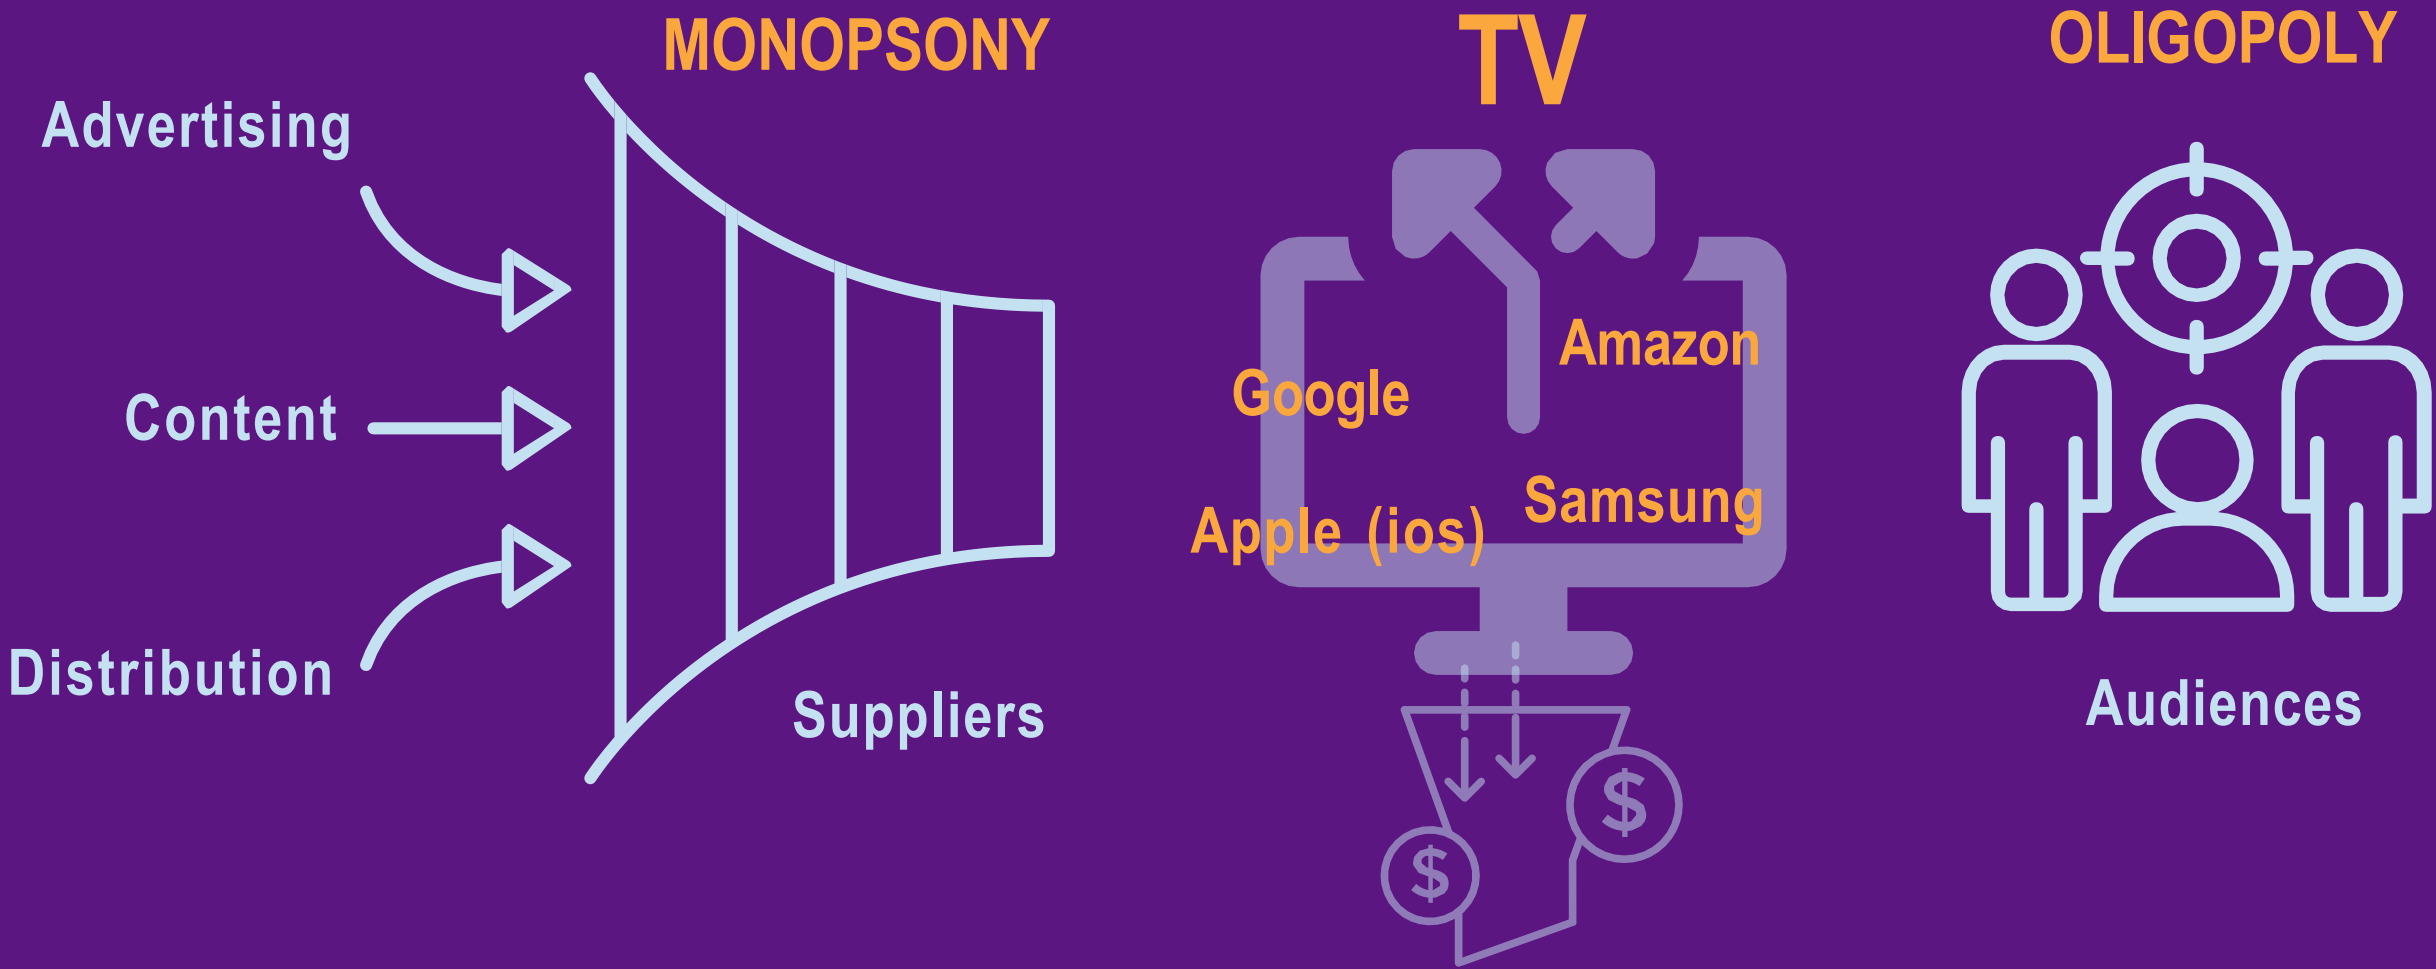 MONOPSONY
TV
OLIGOPOLY
Advertising
Content
Distribution
Suppliers
Google
Amazon
Apple (ios)
Samsung
$
$
Audiences